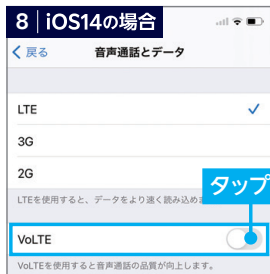 8｜iOS14の場合
戻る 音声通話とデータ
LTE
3G
2G
タップ
LTEを使用すると、データをより速く読み込め
VoLTE
VoLTEを使用すると音声通話の品質が向上します。